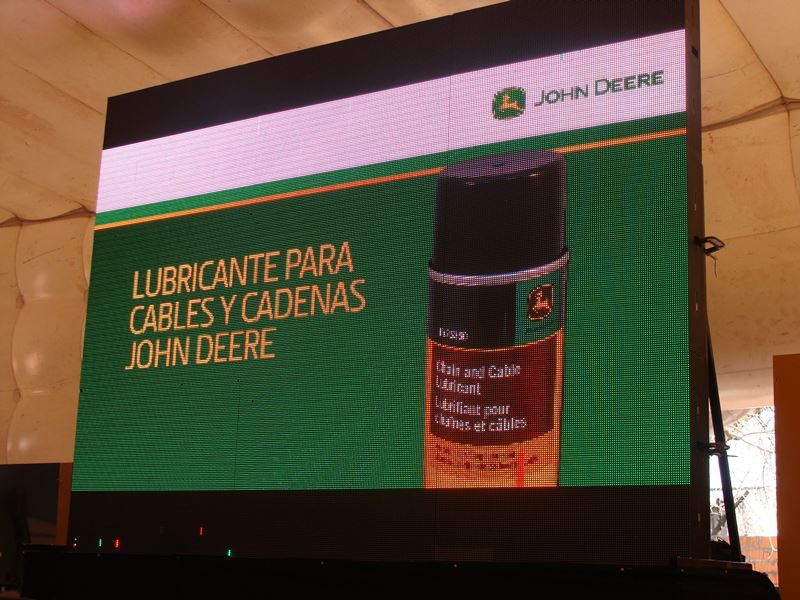 JOHN DEERE
LUBRICANTE PARA
CABLES Y CADENAS
JOHN DEERE
Chain and Cable
Lubricant
Lubrifiant pour
chaînes et câbles